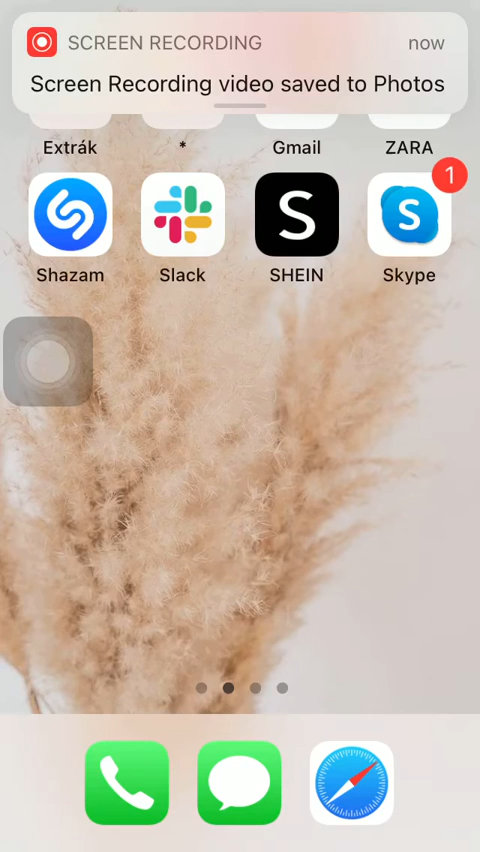 SCREEN RECORDING now
Screen Recording video saved to Photos
Extrák * Gmail ZARA
1
S S
Shazam Slack SHEIN Skype